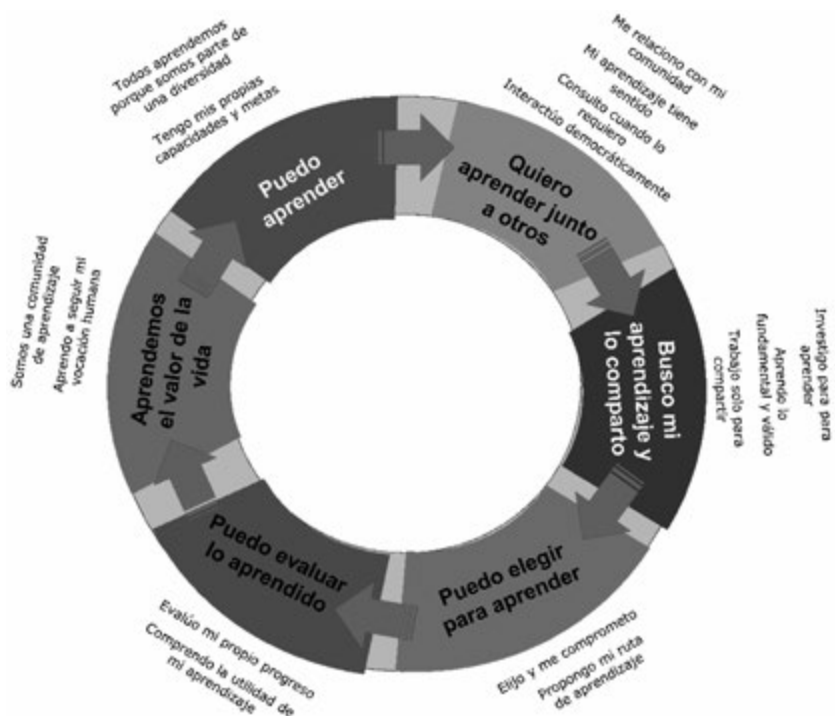 Todos aprendemos
porque somos parte de
una diversidad
Tengo mis propias
capacidades y metas
Puedo
aprender
Me relaciono con mi
comunidad
Mi aprendizaje tiene
sentido
Consulto cuando lo
requiero
Interactúo democráticamente
Quiero
aprender junto
a otros
Investigo para para
aprender
Aprendo lo
fundamental y válido
Trabajo solo para
compartir
Busco mi
aprendizaje y
lo comparto
Puedo elegir
para aprender
Elijo y me comprometo
Propongo mi ruta
de aprendizaje
Puedo evaluar
lo aprendido
Evalúo mi propio progreso
Comprendo la utilidad de
mi aprendizaje
Aprendemos
el valor de la
vida
Somos una comunidad
de aprendizaje
Aprendo a seguir mi
vocación humana